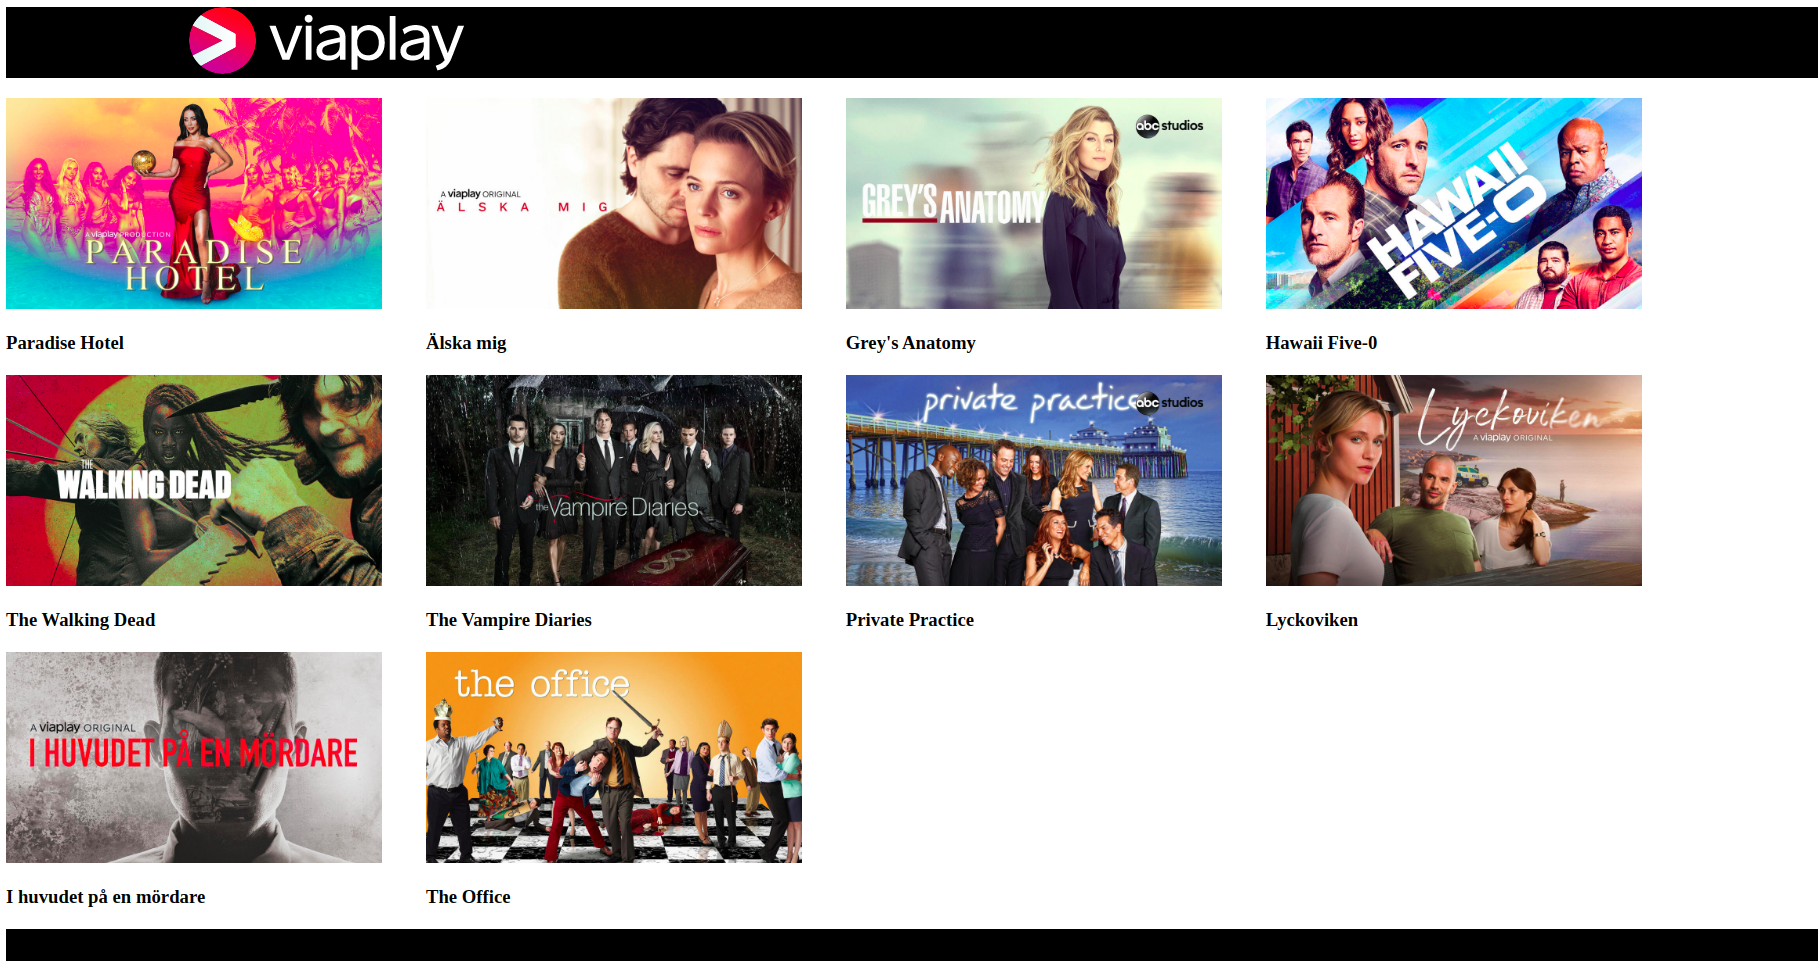 viaplay
A viaplay PRODUCTION
PARADISE
HOTEL
A viaplay ORIGINAL
ÄLSKA MIG
abc studios
GREY'S ANATOMY
HAWAII
FIVE-O
Paradise Hotel
Älska mig
Grey's Anatomy
Hawaii Five-0
THE
WALKING DEAD
the Vampire Diaries
private practice
abc studios
Lyckoviken
A viaplay ORIGINAL
The Walking Dead
The Vampire Diaries
Private Practice
Lyckoviken
A viaplay ORIGINAL
I HUVUDET PÅ EN MÖRDARE
the office
I huvudet på en mördare
The Office